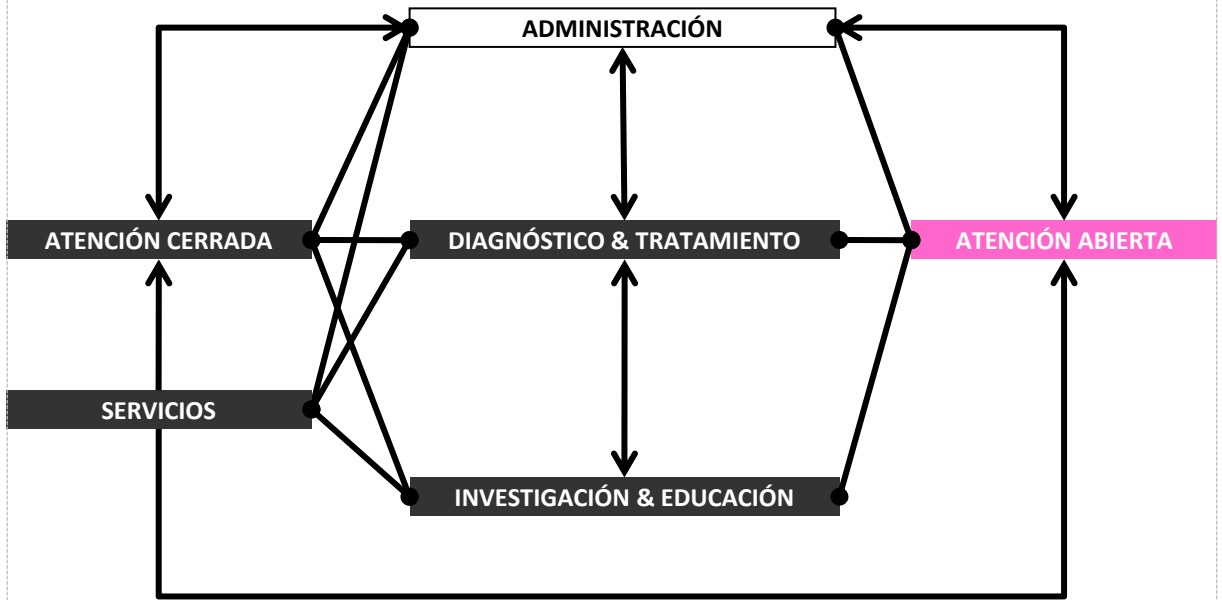 ADMINISTRACIÓN
ATENCIÓN CERRADA
DIAGNÓSTICO & TRATAMIENTO
ATENCIÓN ABIERTA
SERVICIOS
INVESTIGACIÓN & EDUCACIÓN